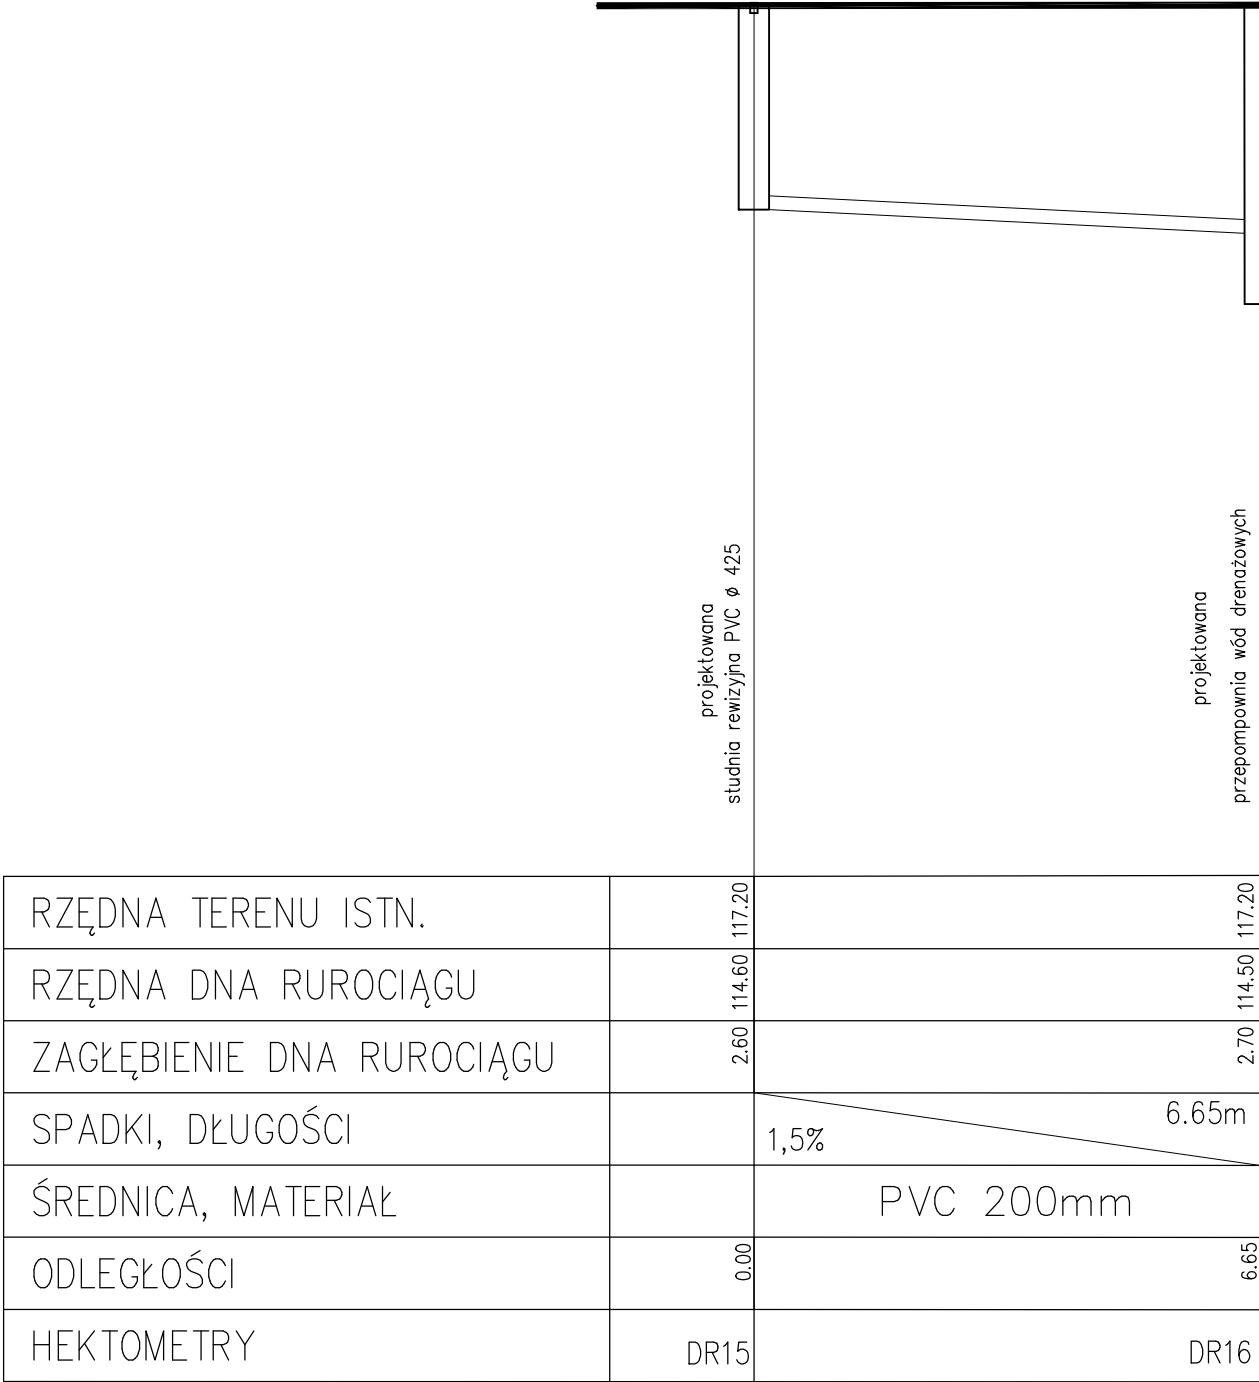 projektowana
studnia rewizyjna PVC ø 425
projektowana
przepompownia wód drenażowych
RZĘDNA TERENU ISTN. 117.20 117.20
RZĘDNA DNA RUROCIĄGU 114.60 114.50
ZAGŁĘBIENIE DNA RUROCIĄGU 2.60 2.70
SPADKI, DŁUGOŚCI 1,5% 6.65m
ŚREDNICA, MATERIAŁ PVC 200mm
ODLEGŁOŚCI 0.00 6.65
HEKTOMETRY DR15 DR16